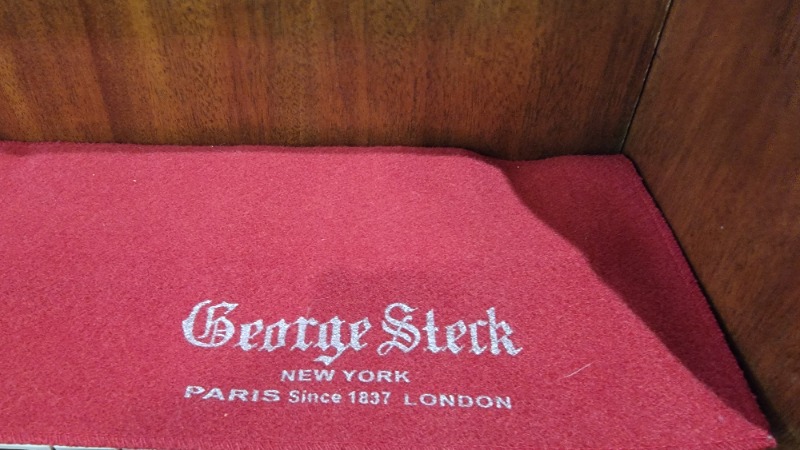 George Steck
NEW YORK
PARIS Since 1837 LONDON